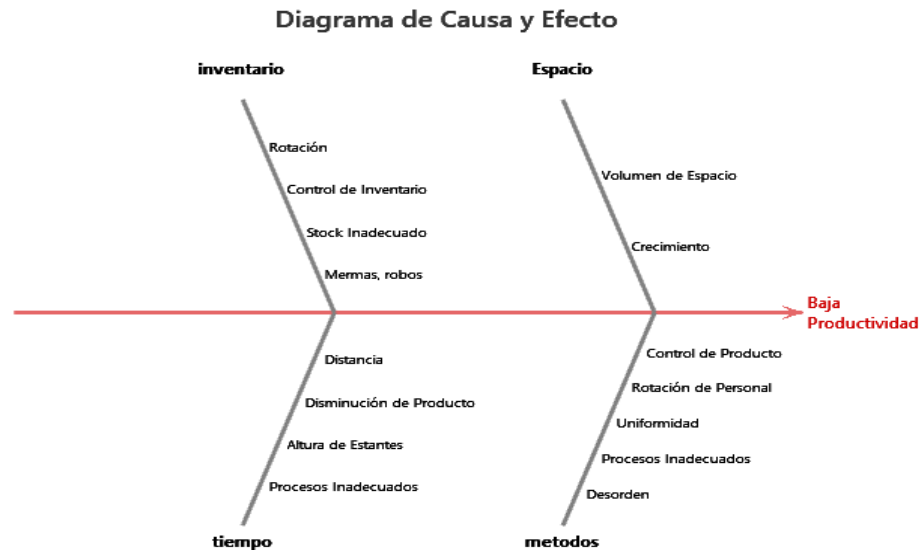 Diagrama de Causa y Efecto
inventario
Espacio
Rotación
Control de Inventario
Stock Inadecuado
Mermas, robos
Volumen de Espacio
Crecimiento
Baja
Productividad
Distancia
Disminución de Producto
Altura de Estantes
Procesos Inadecuados
Control de Producto
Rotación de Personal
Uniformidad
Procesos Inadecuados
Desorden
tiempo
metodos